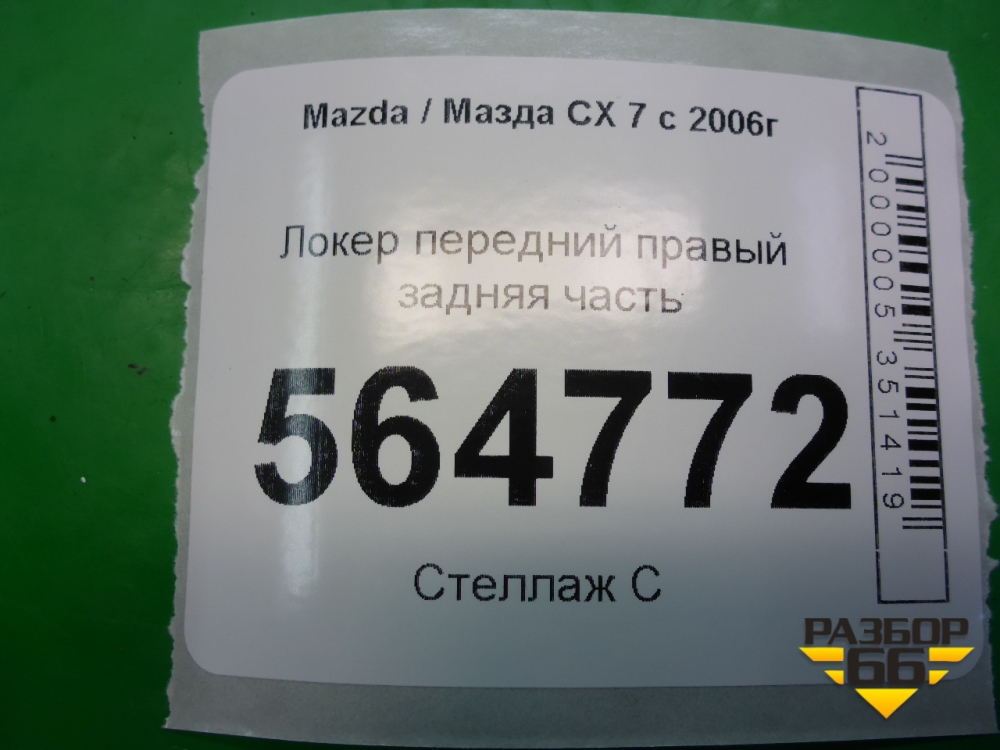 Mazda / Мазда CX 7 с 2006г
Локер передний правый
задняя часть
564772
Стеллаж С
2000005351419
РАЗБОР
66